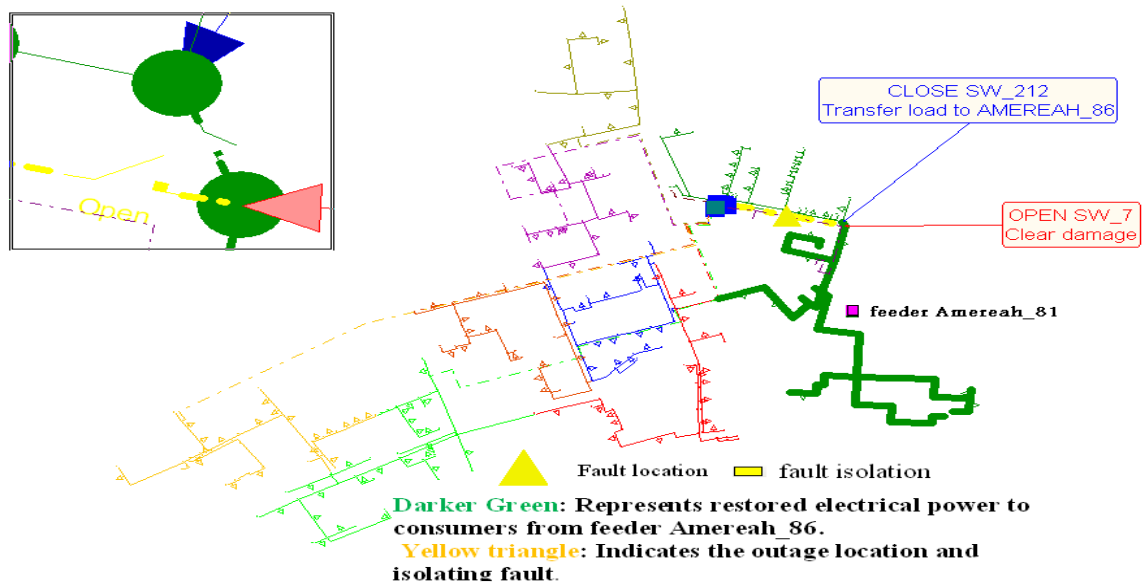 Open
CLOSE SW_212
Transfer load to AMEREAH_86
OPEN SW_7
Clear damage
feeder Amereah_81
Fault location
fault isolation
Darker Green: Represents restored electrical power to
consumers from feeder Amereah_86.
Yellow triangle: Indicates the outage location and
isolating fault.